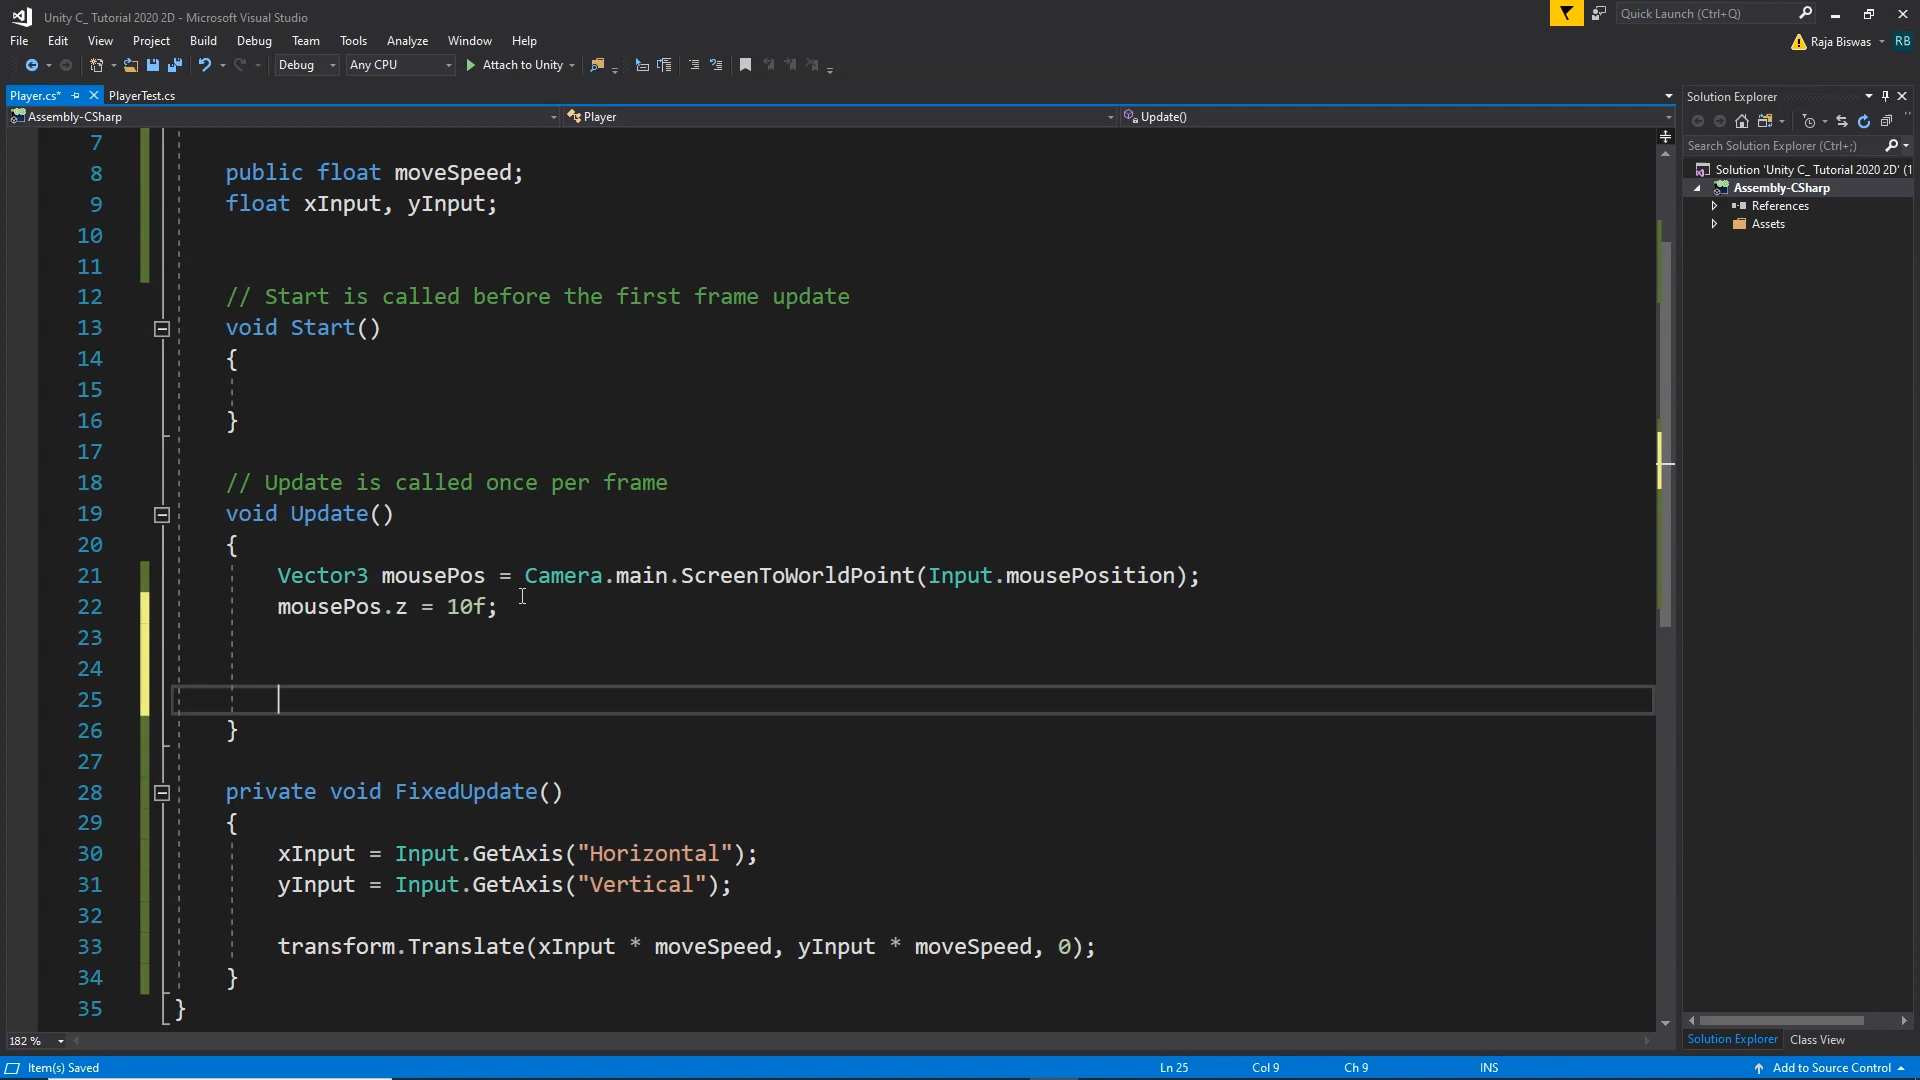 Unity C_ Tutorial 2020 2D - Microsoft Visual Studio
Quick Launch (Ctrl+Q)
File Edit View Project Build Debug Team Tools Analyze Window Help
Raja Biswas RB
Debug Any CPU Attach to Unity
Player.cs* PlayerTest.cs
Assembly-CSharp Player Update()
7
8 public float moveSpeed;
9 float xInput, yInput;
10
11
12 // Start is called before the first frame update
13 void Start()
14 {
15
16 }
17
18 // Update is called once per frame
19 void Update()
20 {
21 Vector3 mousePos = Camera.main.ScreenToWorldPoint(Input.mousePosition);
22 mousePos.z = 10f;
23
24
25
26 }
27
28 private void FixedUpdate()
29 {
30 xInput = Input.GetAxis("Horizontal");
31 yInput = Input.GetAxis("Vertical");
32
33 transform.Translate(xInput * moveSpeed, yInput * moveSpeed, 0);
34 }
35 }
182 %
Solution Explorer
Search Solution Explorer (Ctrl+;)
Solution 'Unity C_ Tutorial 2020 2D' (1
Assembly-CSharp
References
Assets
Solution Explorer Class View
Item(s) Saved Ln 25 Col 9 Ch 9 INS Add to Source Control